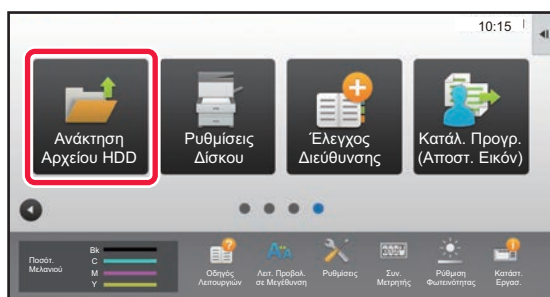 10:15
Ανάκτηση
Αρχείου HDD
Ρυθμίσεις
Δίσκου
Έλεγχος
Διεύθυνσης
Κατάλ. Προγρ.
(Αποστ. Εικόν)
Ποσότ.
Μελανιού
Bk
C
M
Y
Οδηγός
Λειτουργιών
Λειτ. Προβολ.
σε Μεγέθυνση
Ρυθμίσεις
Συν.
Μετρητής
Ρύθμιση
Φωτεινότητας
Κατάστ.
Εργασ.